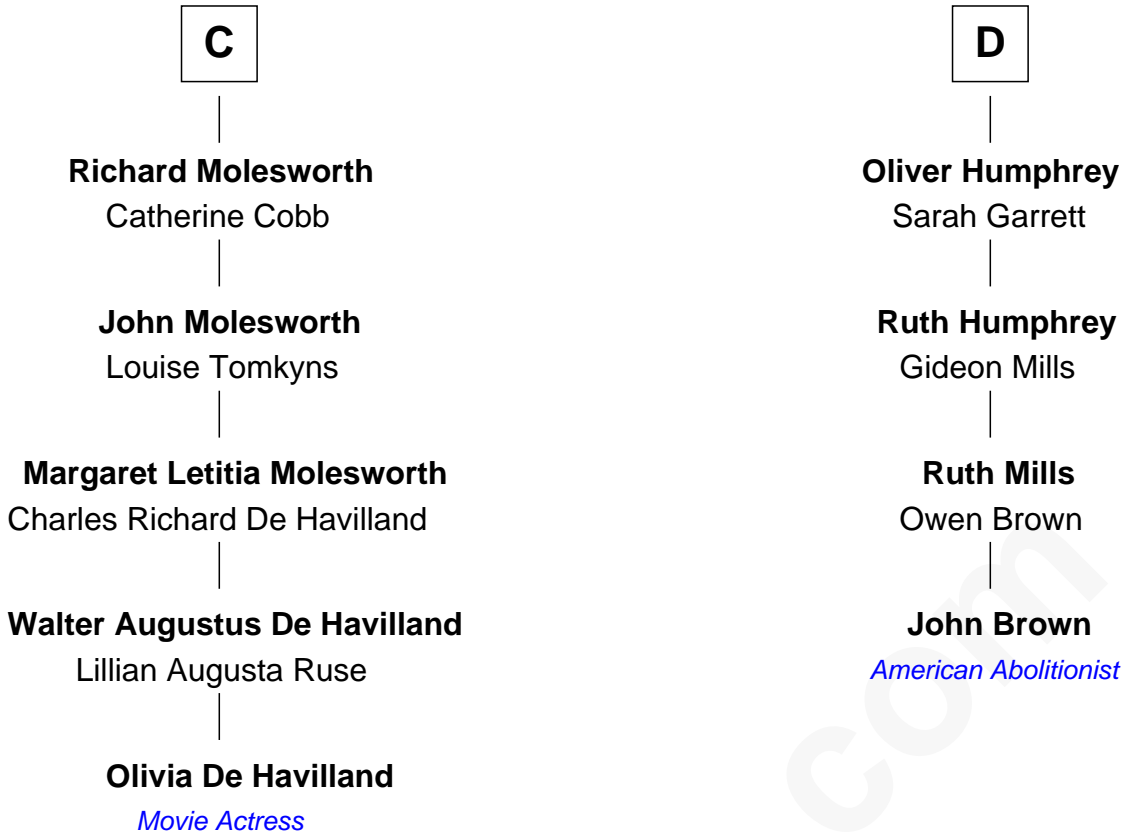 C
D
Richard Molesworth
Catherine Cobb
Oliver Humphrey
Sarah Garrett
John Molesworth
Louise Tomkyns
Ruth Humphrey
Gideon Mills
Margaret Letitia Molesworth
Charles Richard De Havilland
Ruth Mills
Owen Brown
Walter Augustus De Havilland
Lillian Augusta Ruse
John Brown
American Abolitionist
Olivia De Havilland
Movie Actress
com